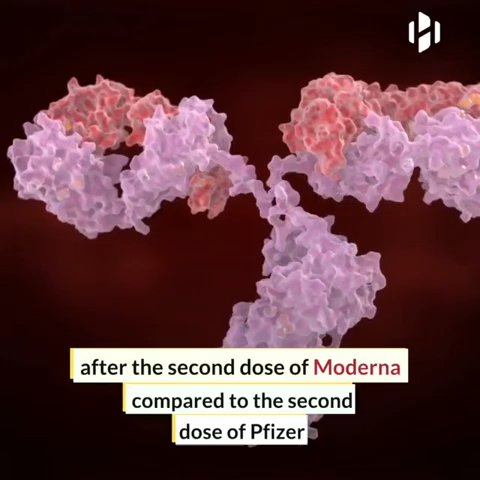 after the second dose of Moderna
compared to the second
dose of Pfizer